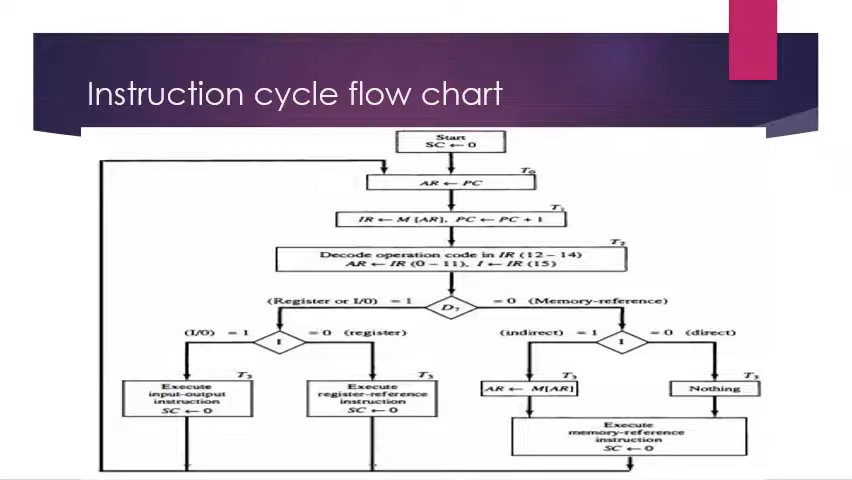 Instruction cycle flow chart
Start
SC ← 0
T₀
AR ← PC
T₁
IR ← M [AR], PC ← PC + 1
T₂
Decode operation code in IR (12 – 14)
AR ← IR (0 – 11), I ← IR (15)
(Register or I/0) = 1
D₇
= 0 (Memory-reference)
(I/0) = 1
I
= 0 (register)
(indirect) = 1
I
= 0 (direct)
T₃
Execute
input-output
instruction
SC ← 0
T₃
Execute
register-reference
instruction
SC ← 0
T₃
AR ← M[AR]
T₃
Nothing
Execute
memory-reference
instruction
SC ← 0